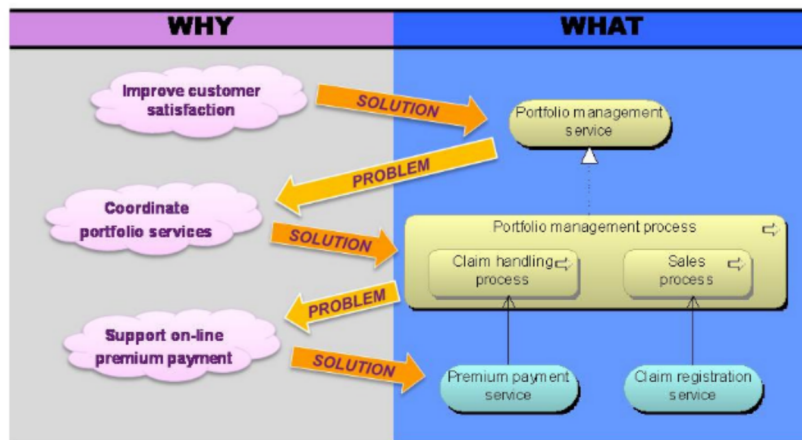 WHY
WHAT
Improve customer
satisfaction
SOLUTION
Portfolio management
service
PROBLEM
Coordinate
portfolio services
SOLUTION
Portfolio management process
Claim handling
process
Sales
process
PROBLEM
Support on-line
premium payment
SOLUTION
Premium payment
service
Claim registration
service